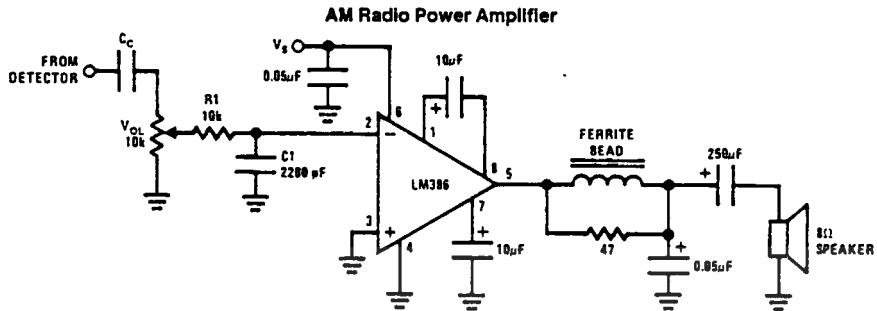 AM Radio Power Amplifier
FROM
DETECTOR
CC
VOL
10k
R1
10k
C1
2200 pF
VS
0.05µF
10µF
+
6
2
−
1
8
5
LM386
3
+
4
7
+
10µF
FERRITE
BEAD
47
+
0.05µF
+
250µF
8Ω
SPEAKER